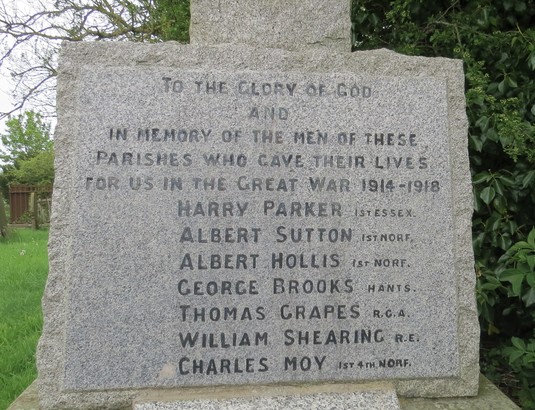 TO THE GLORY OF GOD
AND
IN MEMORY OF THE MEN OF THESE
PARISHES WHO GAVE THEIR LIVES
FOR US IN THE GREAT WAR 1914-1918
HARRY PARKER 1ST ESSEX.
ALBERT SUTTON 1ST NORF.
ALBERT HOLLIS 1ST NORF.
GEORGE BROOKS HANTS.
THOMAS GRAPES R.G.A.
WILLIAM SHEARING R.E.
CHARLES MOY 1ST 4TH NORF.